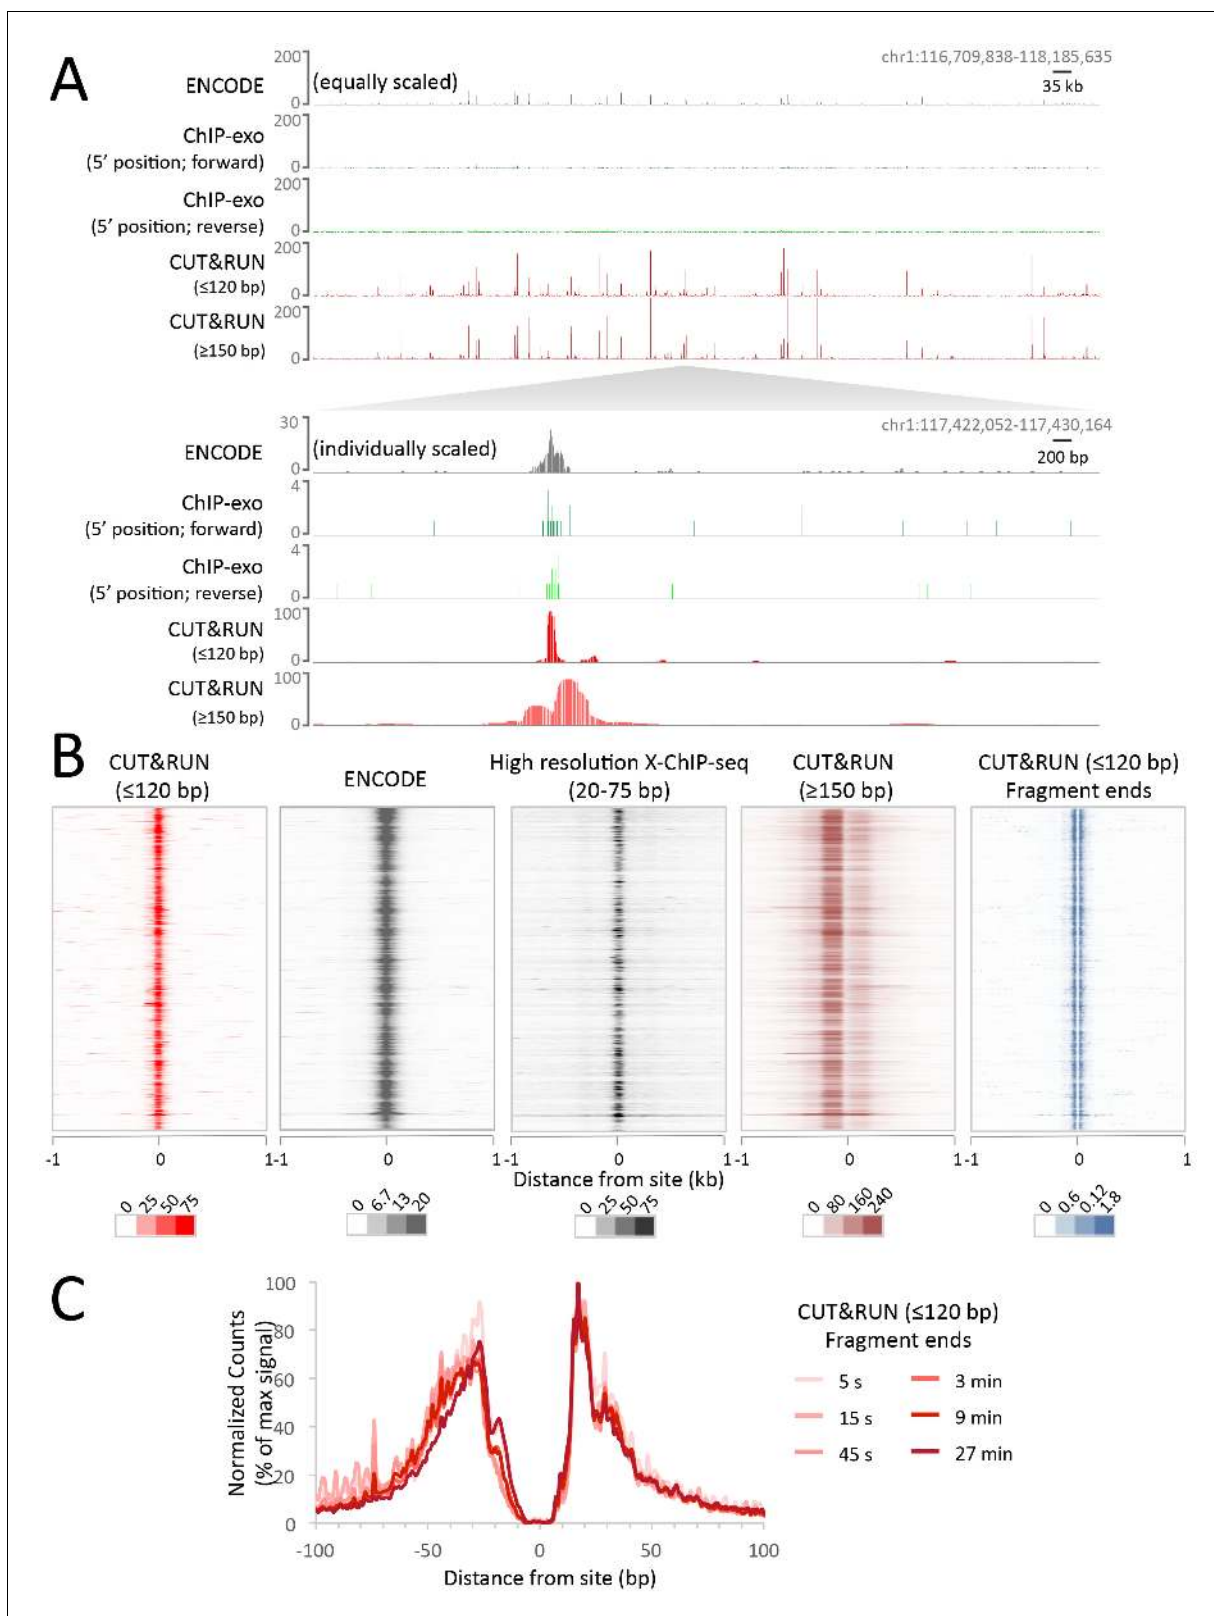 A
200
chr1:116,709,838-118,185,635
ENCODE
(equally scaled)
35 kb
0
200
ChIP-exo
(5’ position; forward)
0
200
ChIP-exo
(5’ position; reverse)
0
200
CUT&RUN
(≤120 bp)
0
200
CUT&RUN
(≥150 bp)
0
30
chr1:117,422,052-117,430,164
ENCODE
(individually scaled)
200 bp
0
4
ChIP-exo
(5’ position; forward)
0
4
ChIP-exo
(5’ position; reverse)
0
100
CUT&RUN
(≤120 bp)
0
100
CUT&RUN
(≥150 bp)
0
B
CUT&RUN
(≤120 bp)
ENCODE
High resolution X-ChIP-seq
(20-75 bp)
CUT&RUN
(≥150 bp)
CUT&RUN (≤120 bp)
Fragment ends
-1 0 1 -1 0 1 -1 0 1 -1 0 1 -1 0 1
Distance from site (kb)
0 25 50 75
0 6.7 13 20
0 25 50 75
0 80 160 240
0 0.6 0.12 1.8
C
Normalized Counts
(% of max signal)
100
80
60
40
20
0
-100 -50 0 50 100
Distance from site (bp)
CUT&RUN (≤120 bp)
Fragment ends
5 s 3 min
15 s 9 min
45 s 27 min